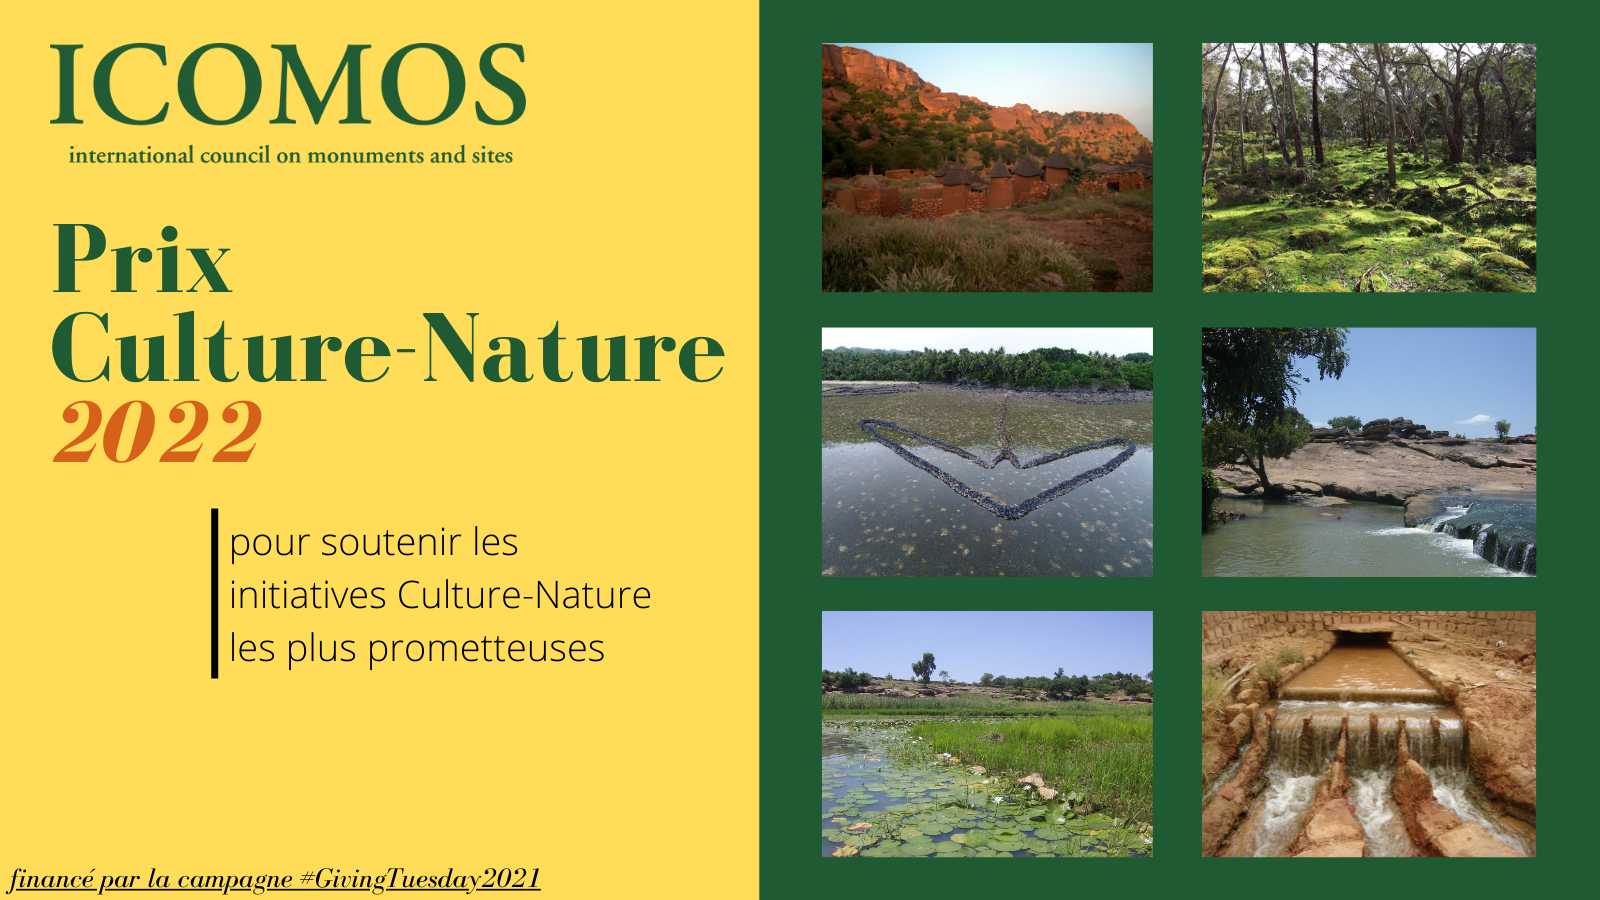 ICOMOS
international council on monuments and sites
Prix
Culture-Nature
2022
pour soutenir les
initiatives Culture-Nature
les plus prometteuses
financé par la campagne #GivingTuesday2021